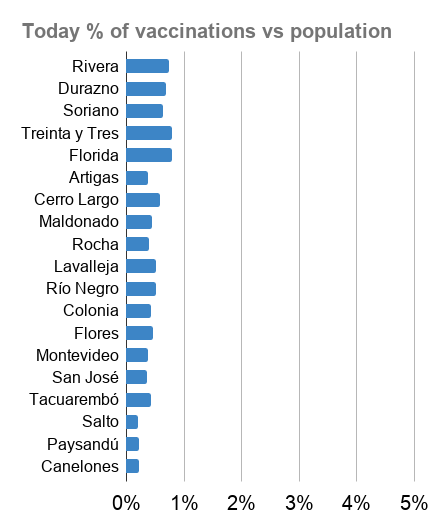 Today % of vaccinations vs population
Rivera
Durazno
Soriano
Treinta y Tres
Florida
Artigas
Cerro Largo
Maldonado
Rocha
Lavalleja
Río Negro
Colonia
Flores
Montevideo
San José
Tacuarembó
Salto
Paysandú
Canelones
0% 1% 2% 3% 4% 5%